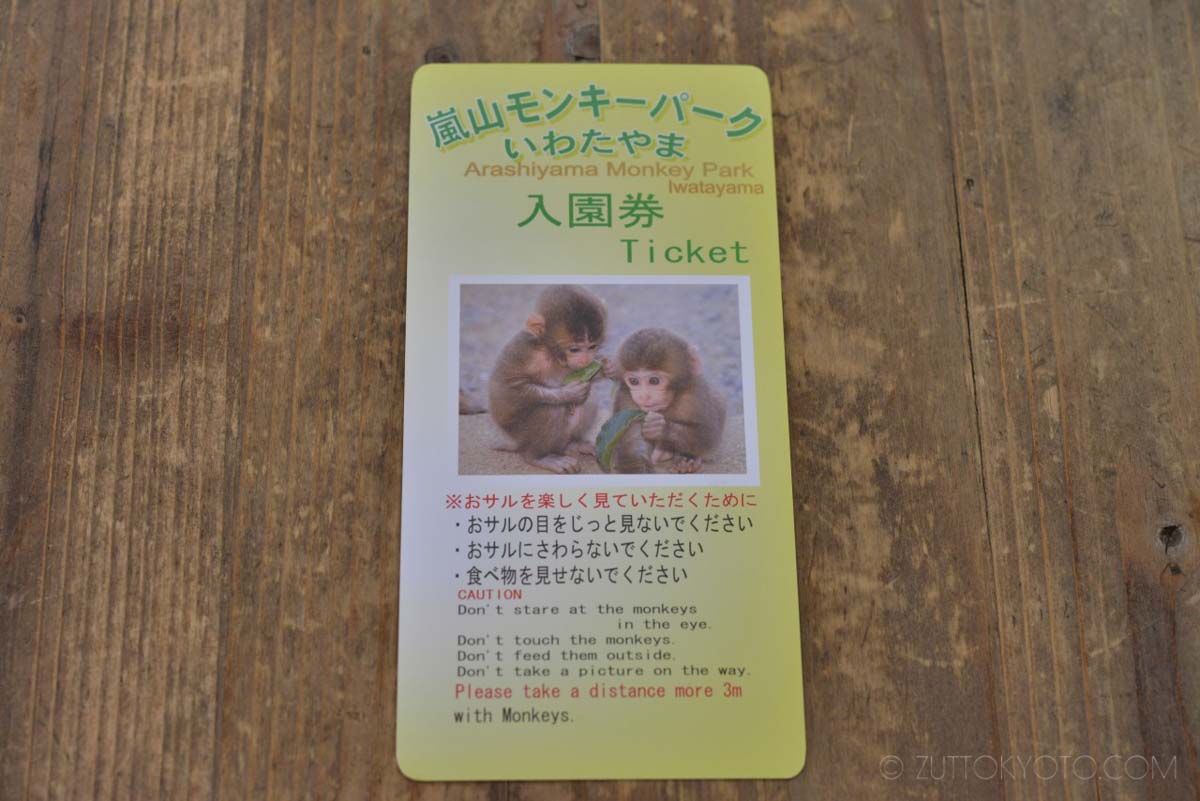 嵐山モンキーパーク
いわたやま
Arashiyama Monkey Park
Iwatayama
入園券
Ticket
※おサルを楽しく見ていただくために
・おサルの目をじっと見ないでください
・おサルにさわらないでください
・食べ物を見せないでください
CAUTION
Don't stare at the monkeys
in the eye.
Don't touch the monkeys.
Don't feed them outside.
Don't take a picture on the way.
Please take a distance more 3m
with Monkeys.
© ZUTTOKYOTO.COM